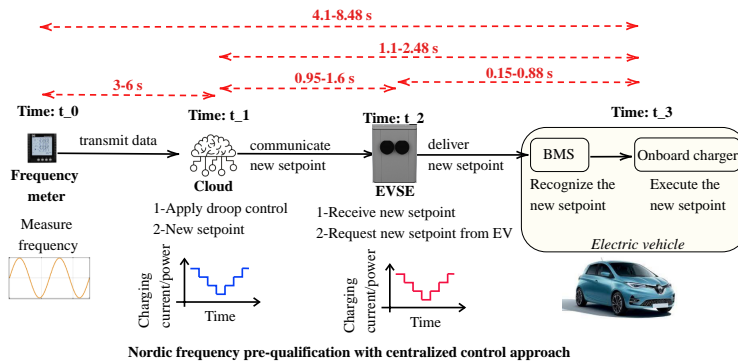 4.1-8.48 s
1.1-2.48 s
3-6 s
0.95-1.6 s
0.15-0.88 s
Time: t_0
Time: t_1
Time: t_2
Time: t_3
transmit data
communicate
new setpoint
deliver
new setpoint
BMS
Onboard charger
Frequency
meter
Cloud
EVSE
Recognize the
new setpoint
Execute the
new setpoint
Measure
frequency
1-Apply droop control
2-New setpoint
1-Receive new setpoint
2-Request new setpoint from EV
Electric vehicle
Charging
current/power
Time
Charging
current/power
Time
Nordic frequency pre-qualification with centralized control approach